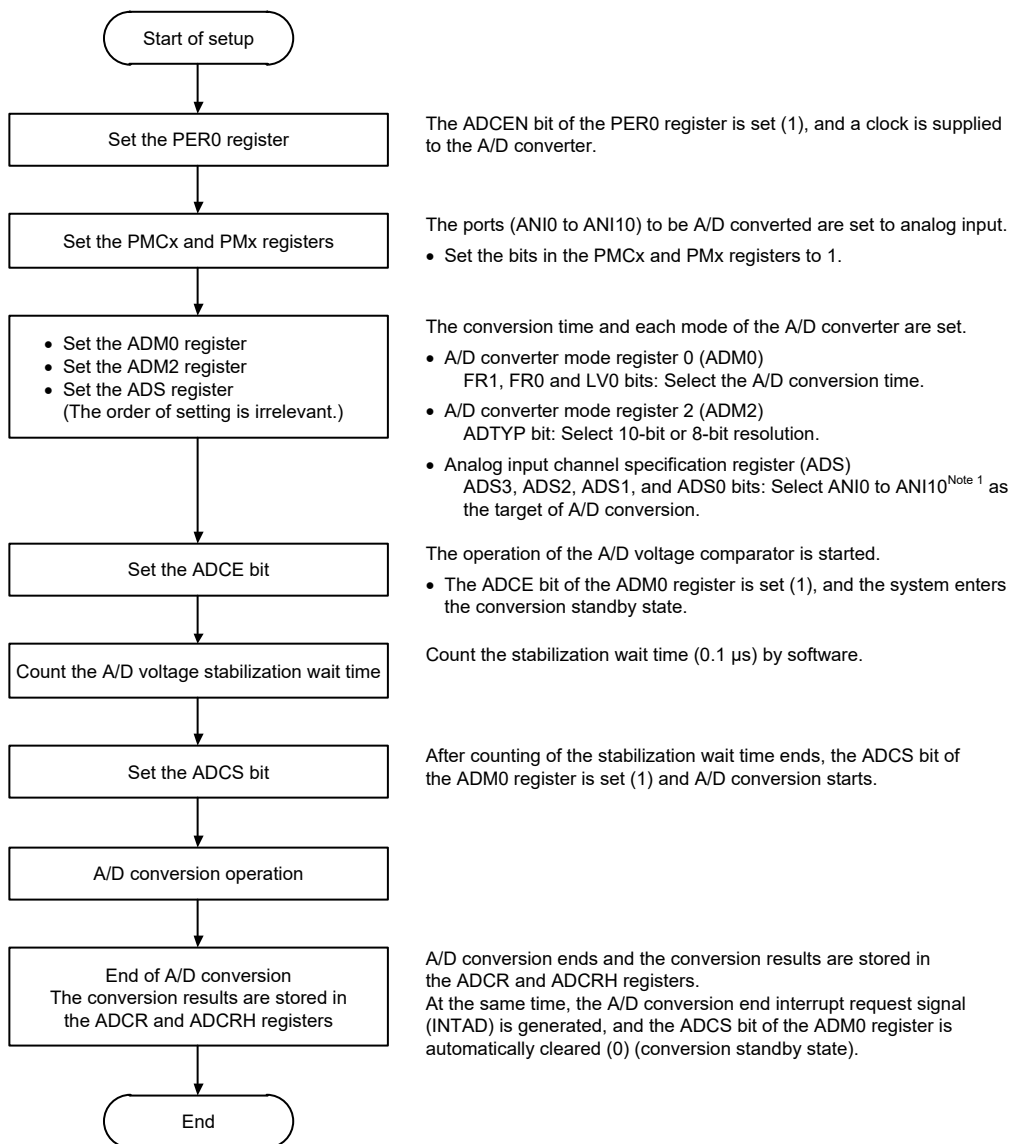 Start of setup
Set the PER0 register
The ADCEN bit of the PER0 register is set (1), and a clock is supplied
to the A/D converter.
Set the PMCx and PMx registers
The ports (ANI0 to ANI10) to be A/D converted are set to analog input.
• Set the bits in the PMCx and PMx registers to 1.
• Set the ADM0 register
• Set the ADM2 register
• Set the ADS register
(The order of setting is irrelevant.)
The conversion time and each mode of the A/D converter are set.
• A/D converter mode register 0 (ADM0)
FR1, FR0 and LV0 bits: Select the A/D conversion time.
• A/D converter mode register 2 (ADM2)
ADTYP bit: Select 10-bit or 8-bit resolution.
• Analog input channel specification register (ADS)
ADS3, ADS2, ADS1, and ADS0 bits: Select ANI0 to ANI10Note 1 as
the target of A/D conversion.
Set the ADCE bit
The operation of the A/D voltage comparator is started.
• The ADCE bit of the ADM0 register is set (1), and the system enters
the conversion standby state.
Count the A/D voltage stabilization wait time
Count the stabilization wait time (0.1 µs) by software.
Set the ADCS bit
After counting of the stabilization wait time ends, the ADCS bit of
the ADM0 register is set (1) and A/D conversion starts.
A/D conversion operation
End of A/D conversion
The conversion results are stored in
the ADCR and ADCRH registers
A/D conversion ends and the conversion results are stored in
the ADCR and ADCRH registers.
At the same time, the A/D conversion end interrupt request signal
(INTAD) is generated, and the ADCS bit of the ADM0 register is
automatically cleared (0) (conversion standby state).
End